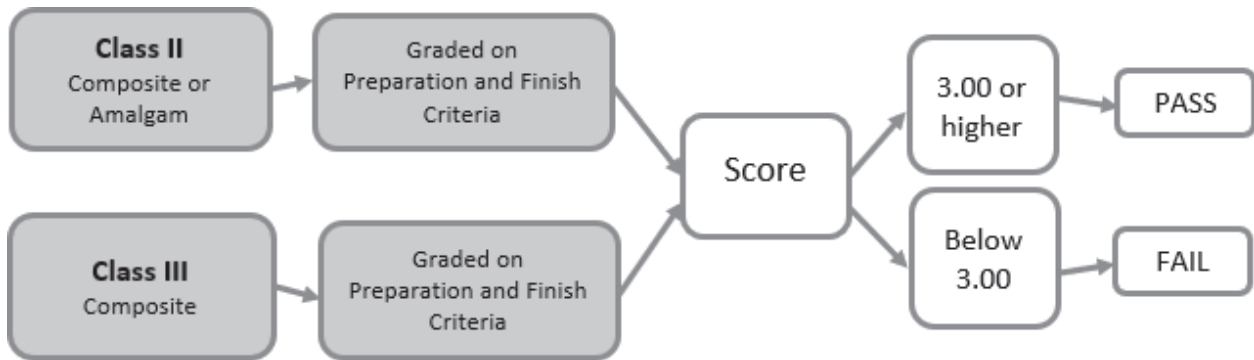 Class II
Composite or
Amalgam
Graded on
Preparation and Finish
Criteria
Class III
Composite
Graded on
Preparation and Finish
Criteria
Score
3.00 or
higher
PASS
Below
3.00
FAIL